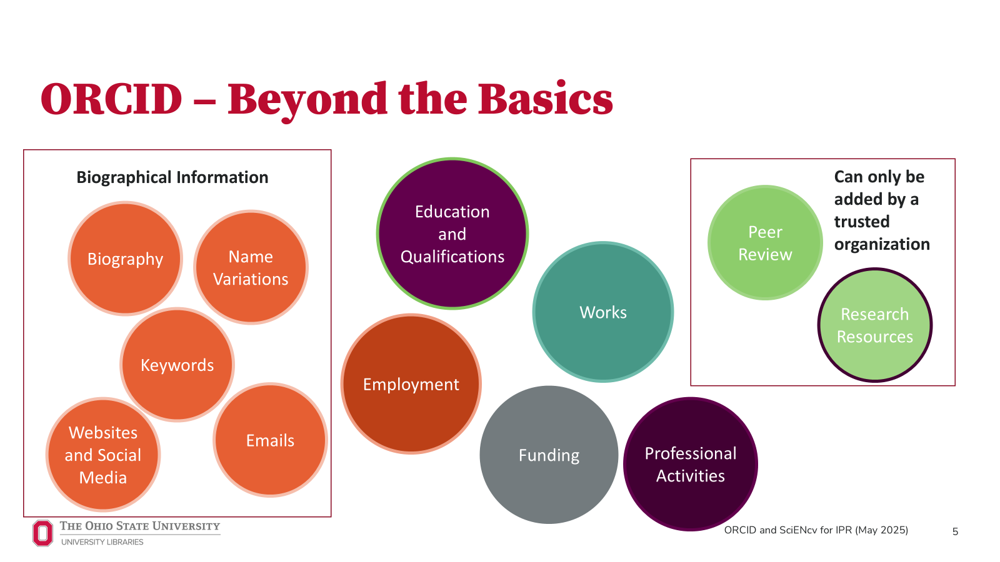 ORCID – Beyond the Basics
Biographical Information
Biography
Name
Variations
Keywords
Websites
and Social
Media
Emails
Education
and
Qualifications
Employment
Works
Funding
Professional
Activities
Peer
Review
Can only be
added by a
trusted
organization
Research
Resources
THE OHIO STATE UNIVERSITY
UNIVERSITY LIBRARIES
ORCID and SciENcv for IPR (May 2025)
5